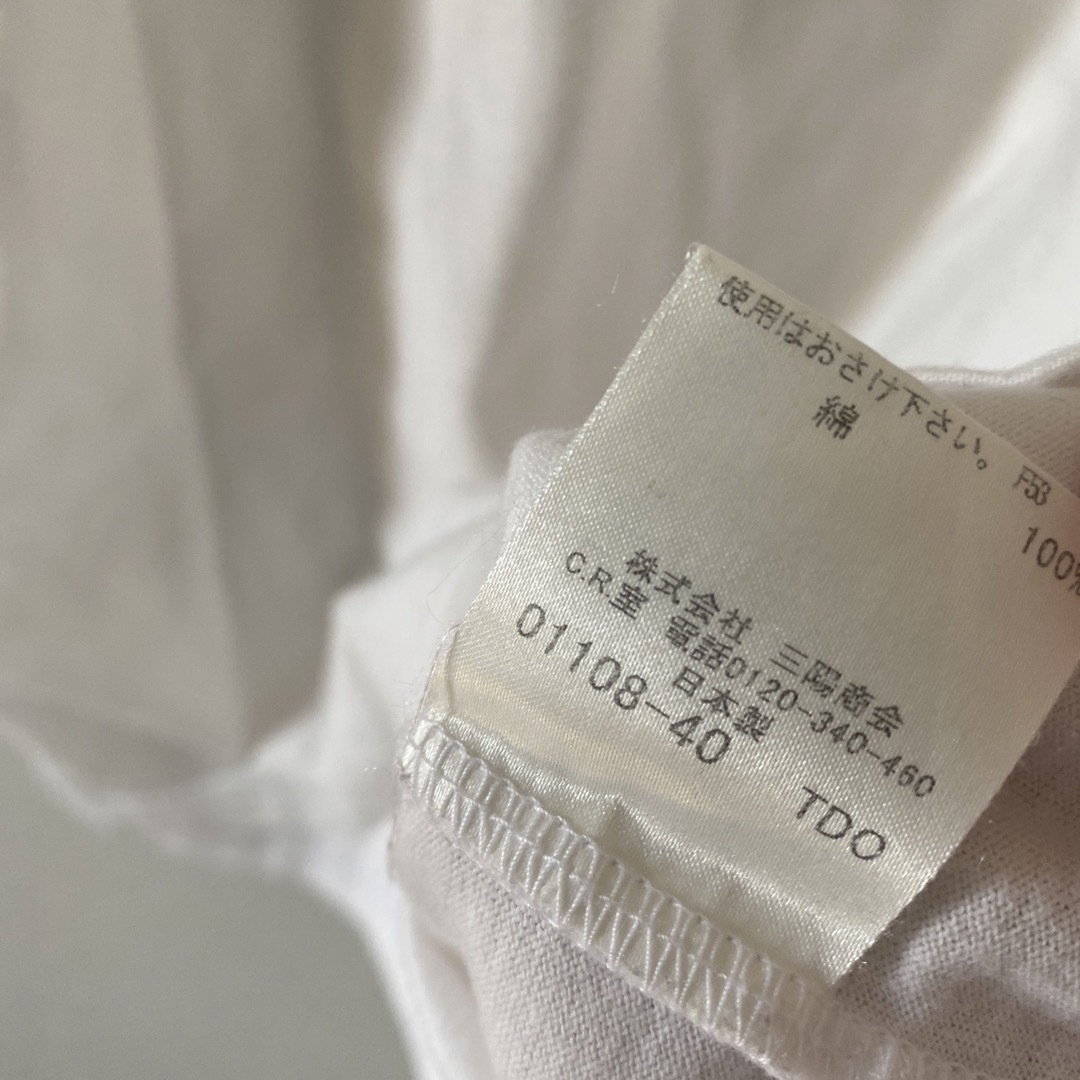 使用はおさけ下さい。 F53
綿 100%
株式会社 三陽商会
C.R.室 電話0120-340-460
日本製
01108-40 TDO